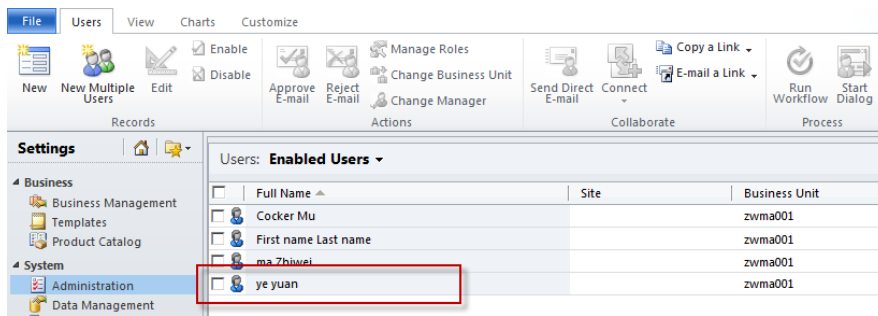 File Users View Charts Customize
New
New Multiple Users
Edit
Enable
Disable
Records
Approve E-mail
Reject E-mail
Manage Roles
Change Business Unit
Change Manager
Actions
Send Direct E-mail
Connect
Copy a Link
E-mail a Link
Collaborate
Run Workflow
Start Dialog
Process
Settings
Business
Business Management
Templates
Product Catalog
System
Administration
Data Management
Users: Enabled Users
Full Name Site Business Unit
Cocker Mu zwma001
First name Last name zwma001
ma Zhiwei zwma001
ye yuan zwma001